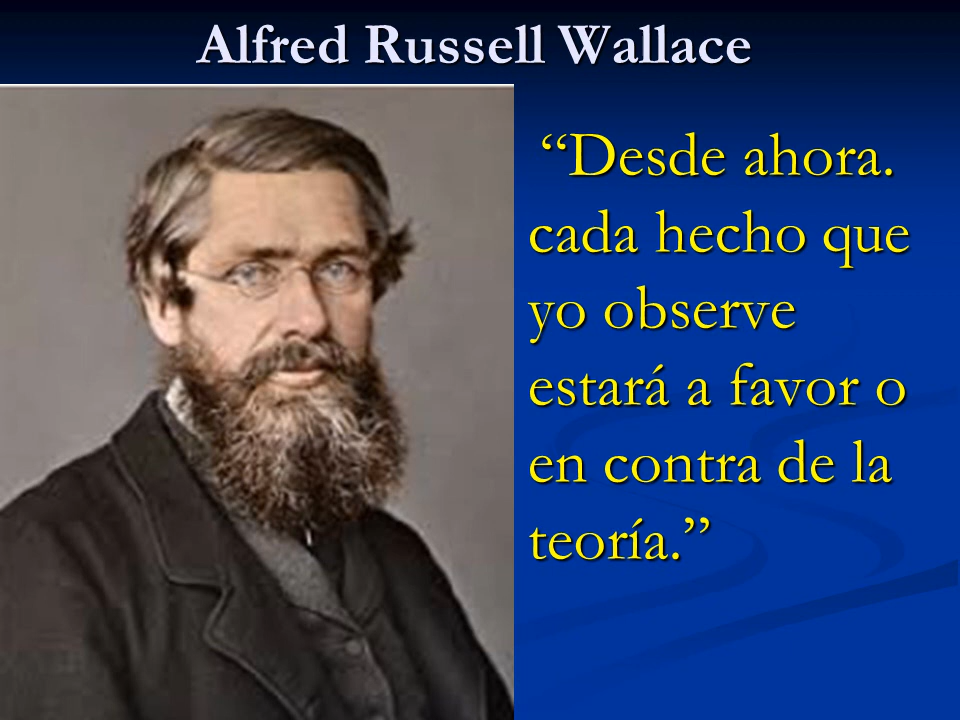 Alfred Russell Wallace
“Desde ahora.
cada hecho que
yo observe
estará a favor o
en contra de la
teoría.”